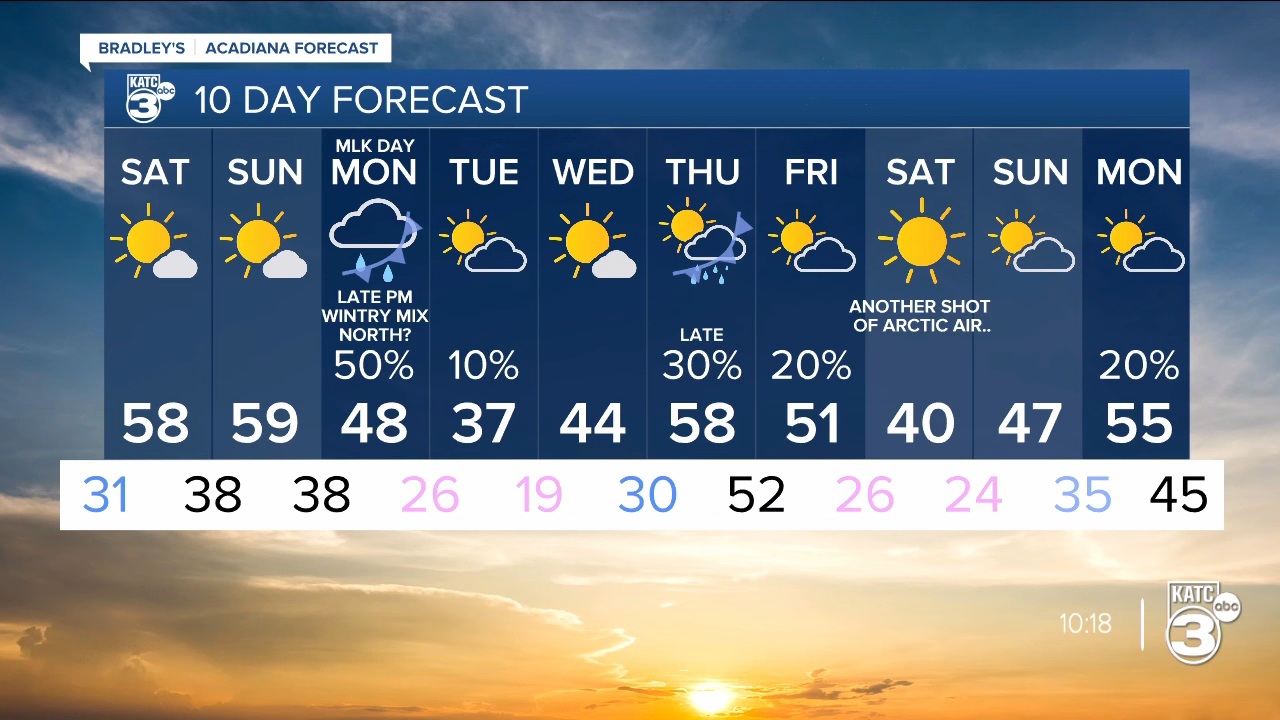 BRADLEY'S | ACADIANA FORECAST
KATC 3 abc
10 DAY FORECAST
MLK DAY
SAT SUN MON TUE WED THU FRI SAT SUN MON
LATE PM
WINTRY MIX
NORTH?
LATE
ANOTHER SHOT
OF ARCTIC AIR..
50% 10% 30% 20% 20%
58 59 48 37 44 58 51 40 47 55
31 38 38 26 19 30 52 26 24 35 45
10:18
KATC 3 abc